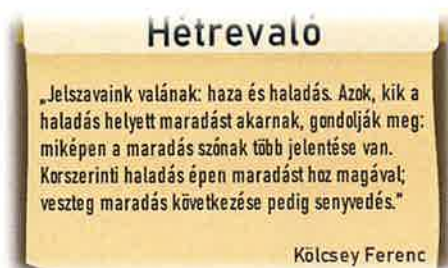 Hétrevaló
„Jelszavaink valának: haza és haladás. Azok, kik a
haladás helyett maradást akarnak, gondolják meg:
miképen a maradás szónak több jelentése van.
Korszerinti haladás épen maradást hoz magával;
veszteg maradás következése pedig senyvedés.”
Kölcsey Ferenc